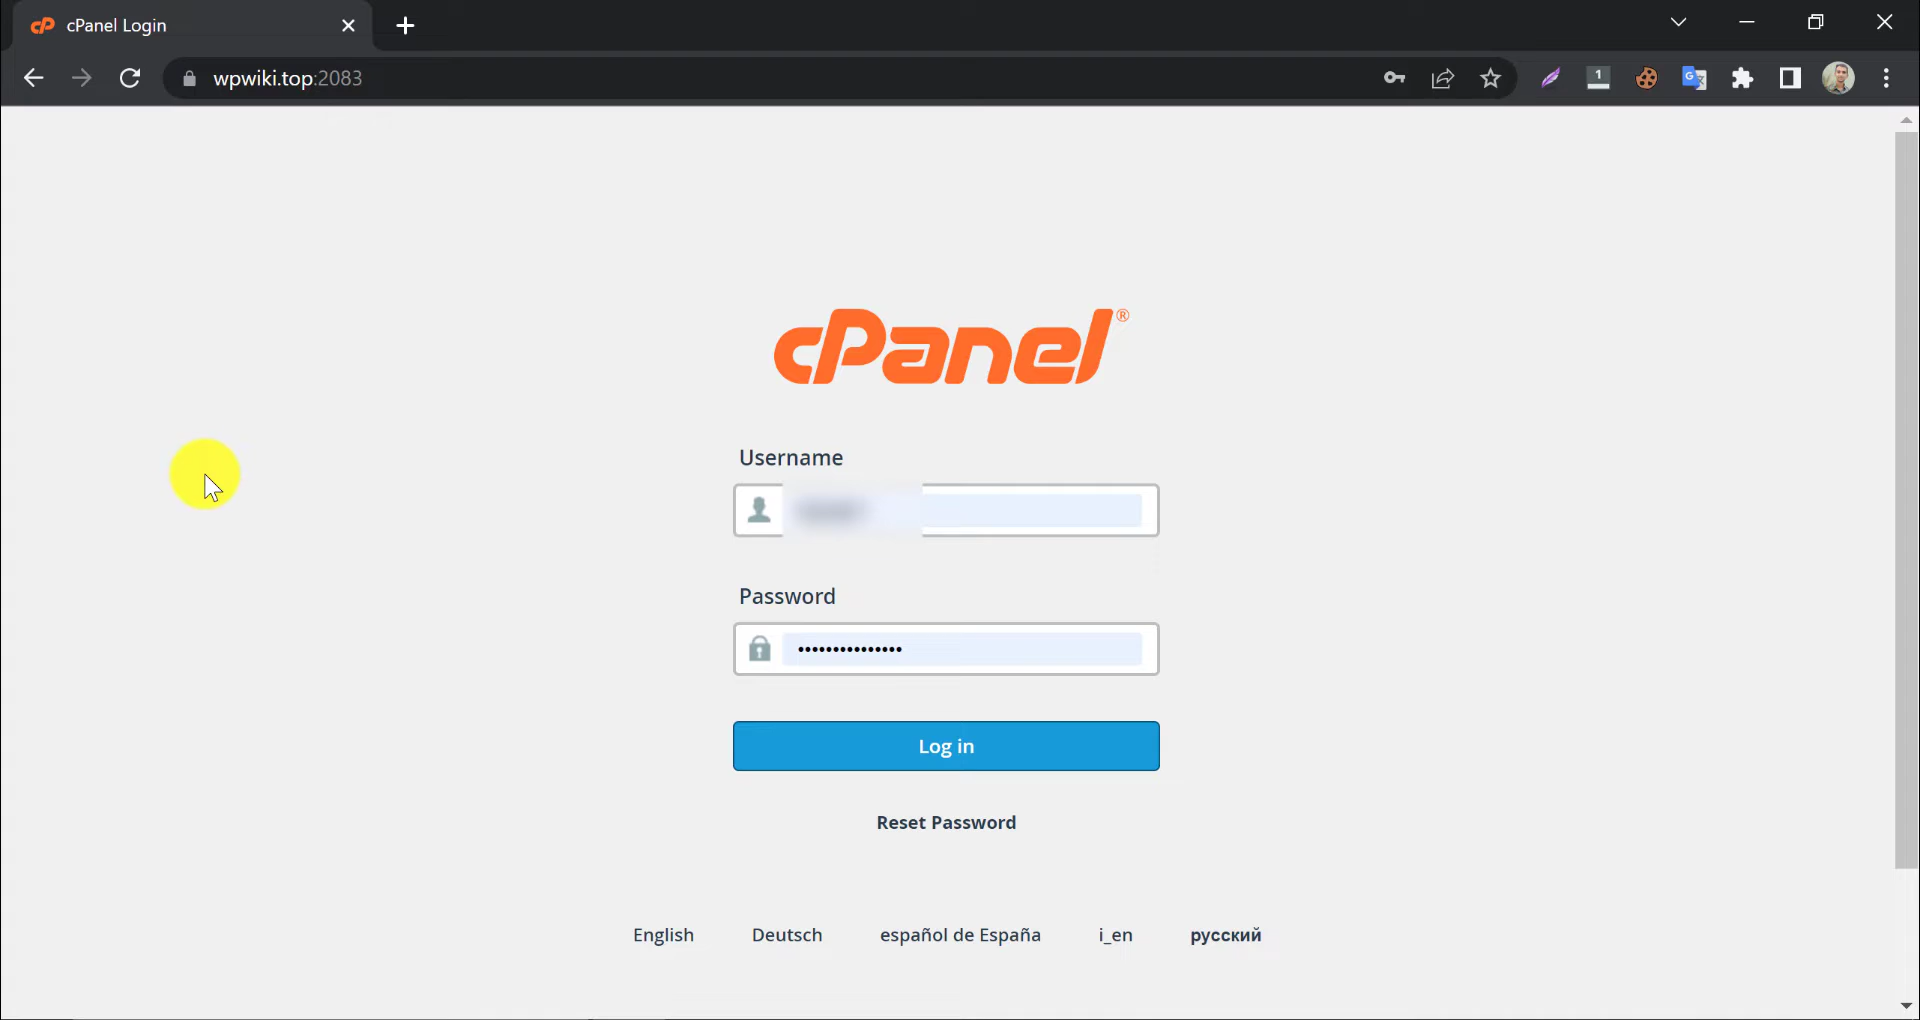 cPanel Login
wpwiki.top:2083
1
cPanel®
Username
Password
•••••••••••••••
Log in
Reset Password
English Deutsch español de España i_en русский